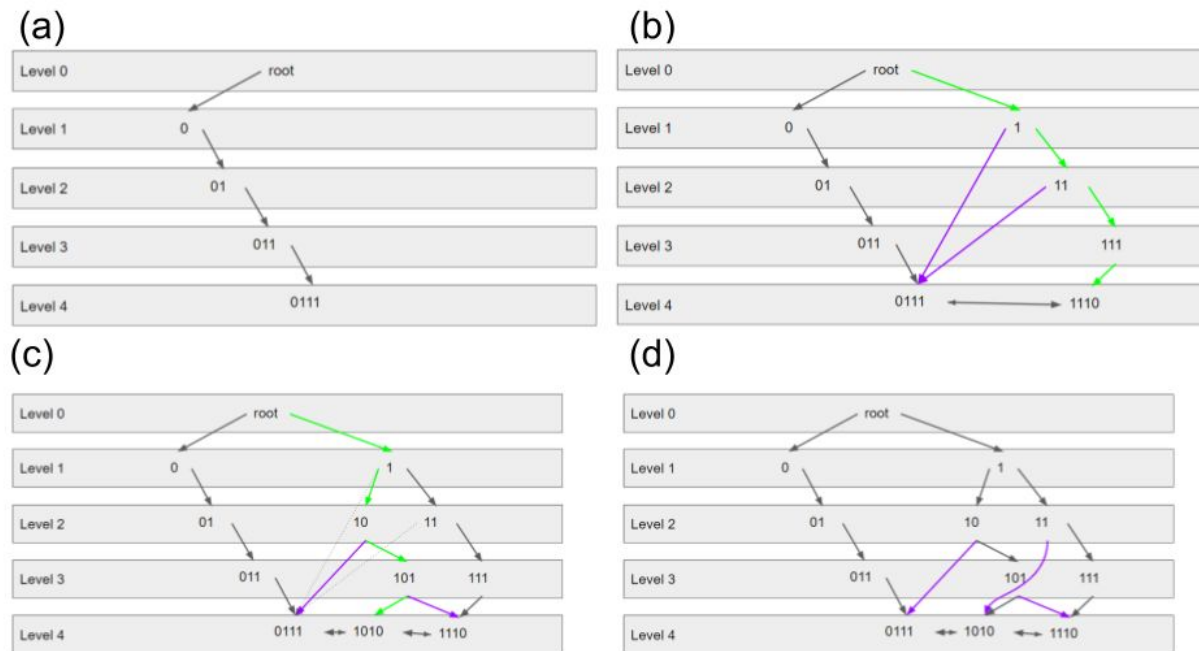 (a)
Level 0 root
Level 1 0
Level 2 01
Level 3 011
Level 4 0111
(b)
Level 0 root
Level 1 0 1
Level 2 01 11
Level 3 011 111
Level 4 0111 1110
(c)
Level 0 root
Level 1 0 1
Level 2 01 10 11
Level 3 011 101 111
Level 4 0111 1010 1110
(d)
Level 0 root
Level 1 0 1
Level 2 01 10 11
Level 3 011 101 111
Level 4 0111 1010 1110